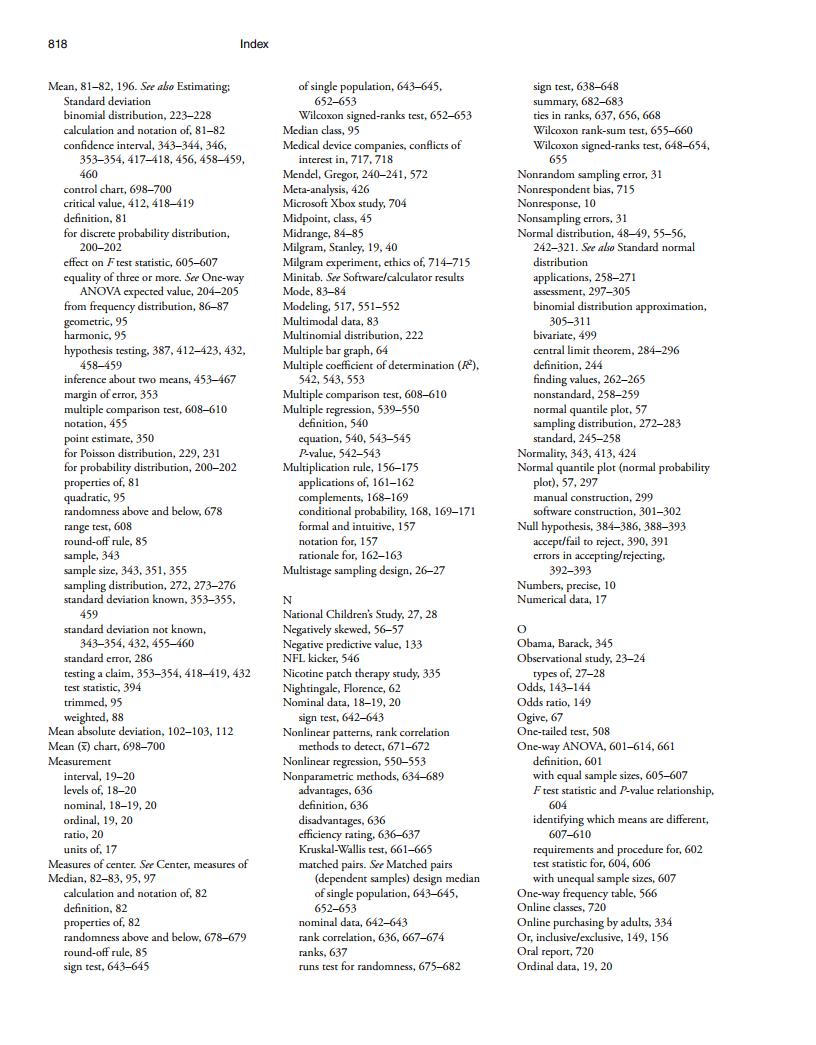 818 Index
Mean, 81–82, 196. See also Estimating;
Standard deviation
binomial distribution, 223–228
calculation and notation of, 81–82
confidence interval, 343–344, 346,
353–354, 417–418, 456, 458–459,
460
control chart, 698–700
critical value, 412, 418–419
definition, 81
for discrete probability distribution,
200–202
effect on F test statistic, 605–607
equality of three or more. See One-way
ANOVA expected value, 204–205
from frequency distribution, 86–87
geometric, 95
harmonic, 95
hypothesis testing, 387, 412–423, 432,
458–459
inference about two means, 453–467
margin of error, 353
multiple comparison test, 608–610
notation, 455
point estimate, 350
for Poisson distribution, 229, 231
for probability distribution, 200–202
properties of, 81
quadratic, 95
randomness above and below, 678
range test, 608
round-off rule, 85
sample, 343
sample size, 343, 351, 355
sampling distribution, 272, 273–276
standard deviation known, 353–355,
459
standard deviation not known,
343–354, 432, 455–460
standard error, 286
testing a claim, 353–354, 418–419, 432
test statistic, 394
trimmed, 95
weighted, 88
Mean absolute deviation, 102–103, 112
Mean (x̄) chart, 698–700
Measurement
interval, 19–20
levels of, 18–20
nominal, 18–19, 20
ordinal, 19, 20
ratio, 20
units of, 17
Measures of center. See Center, measures of
Median, 82–83, 95, 97
calculation and notation of, 82
definition, 82
properties of, 82
randomness above and below, 678–679
round-off rule, 85
sign test, 643–645
of single population, 643–645,
652–653
Wilcoxon signed-ranks test, 652–653
Median class, 95
Medical device companies, conflicts of
interest in, 717, 718
Mendel, Gregor, 240–241, 572
Meta-analysis, 426
Microsoft Xbox study, 704
Midpoint, class, 45
Midrange, 84–85
Milgram, Stanley, 19, 40
Milgram experiment, ethics of, 714–715
Minitab. See Software/calculator results
Mode, 83–84
Modeling, 517, 551–552
Multimodal data, 83
Multinomial distribution, 222
Multiple bar graph, 64
Multiple coefficient of determination (R²),
542, 543, 553
Multiple comparison test, 608–610
Multiple regression, 539–550
definition, 540
equation, 540, 543–545
P-value, 542–543
Multiplication rule, 156–175
applications of, 161–162
complements, 168–169
conditional probability, 168, 169–171
formal and intuitive, 157
notation for, 157
rationale for, 162–163
Multistage sampling design, 26–27
N
National Children's Study, 27, 28
Negatively skewed, 56–57
Negative predictive value, 133
NFL kicker, 546
Nicotine patch therapy study, 335
Nightingale, Florence, 62
Nominal data, 18–19, 20
sign test, 642–643
Nonlinear patterns, rank correlation
methods to detect, 671–672
Nonlinear regression, 550–553
Nonparametric methods, 634–689
advantages, 636
definition, 636
disadvantages, 636
efficiency rating, 636–637
Kruskal-Wallis test, 661–665
matched pairs. See Matched pairs
(dependent samples) design median
of single population, 643–645,
652–653
nominal data, 642–643
rank correlation, 636, 667–674
ranks, 637
runs test for randomness, 675–682
sign test, 638–648
summary, 682–683
ties in ranks, 637, 656, 668
Wilcoxon rank-sum test, 655–660
Wilcoxon signed-ranks test, 648–654,
655
Nonrandom sampling error, 31
Nonrespondent bias, 715
Nonresponse, 10
Nonsampling errors, 31
Normal distribution, 48–49, 55–56,
242–321. See also Standard normal
distribution
applications, 258–271
assessment, 297–305
binomial distribution approximation,
305–311
bivariate, 499
central limit theorem, 284–296
definition, 244
finding values, 262–265
nonstandard, 258–259
normal quantile plot, 57
sampling distribution, 272–283
standard, 245–258
Normality, 343, 413, 424
Normal quantile plot (normal probability
plot), 57, 297
manual construction, 299
software construction, 301–302
Null hypothesis, 384–386, 388–393
accept/fail to reject, 390, 391
errors in accepting/rejecting,
392–393
Numbers, precise, 10
Numerical data, 17
O
Obama, Barack, 345
Observational study, 23–24
types of, 27–28
Odds, 143–144
Odds ratio, 149
Ogive, 67
One-tailed test, 508
One-way ANOVA, 601–614, 661
definition, 601
with equal sample sizes, 605–607
F test statistic and P-value relationship,
604
identifying which means are different,
607–610
requirements and procedure for, 602
test statistic for, 604, 606
with unequal sample sizes, 607
One-way frequency table, 566
Online classes, 720
Online purchasing by adults, 334
Or, inclusive/exclusive, 149, 156
Oral report, 720
Ordinal data, 19, 20